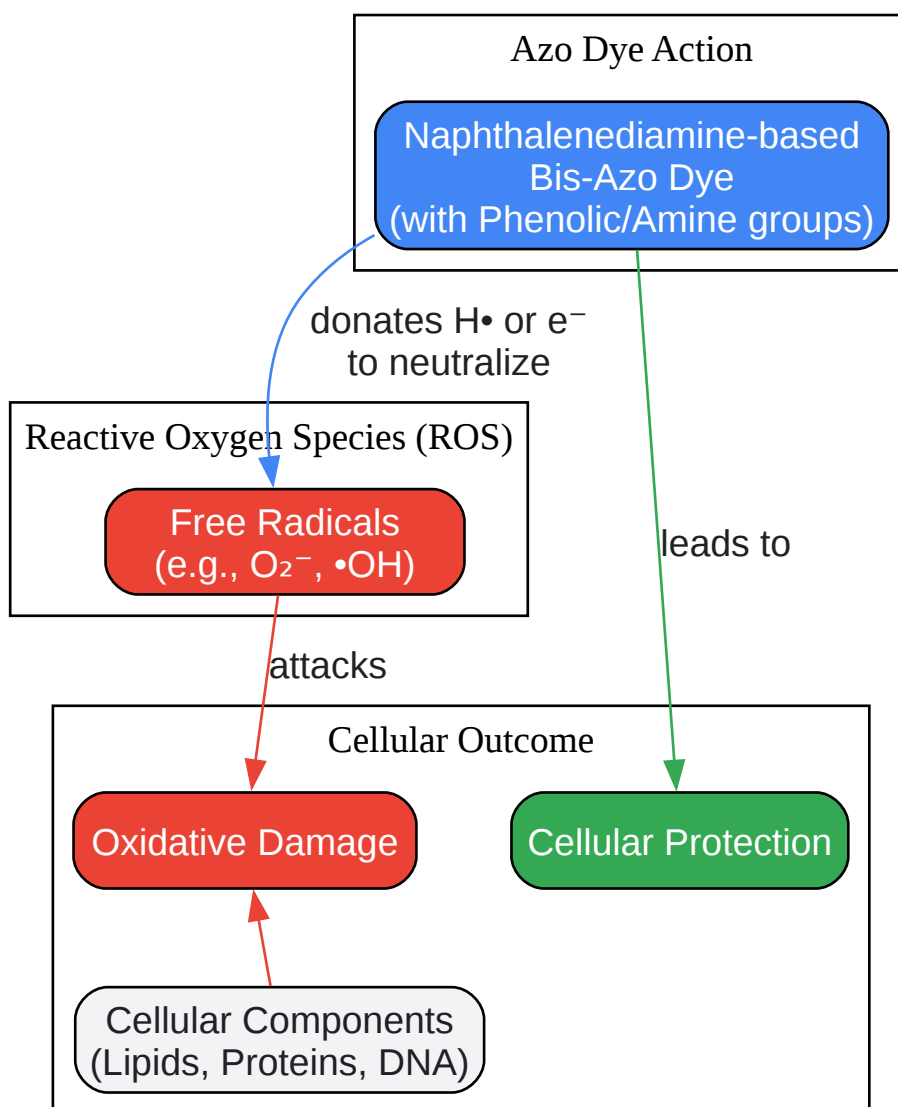 Azo Dye Action
Naphthalenediamine-based
Bis-Azo Dye
(with Phenolic/Amine groups)
donates H• or e⁻
to neutralize
Reactive Oxygen Species (ROS)
Free Radicals
(e.g., O₂⁻, •OH)
leads to
attacks
Cellular Outcome
Oxidative Damage
Cellular Protection
Cellular Components
(Lipids, Proteins, DNA)